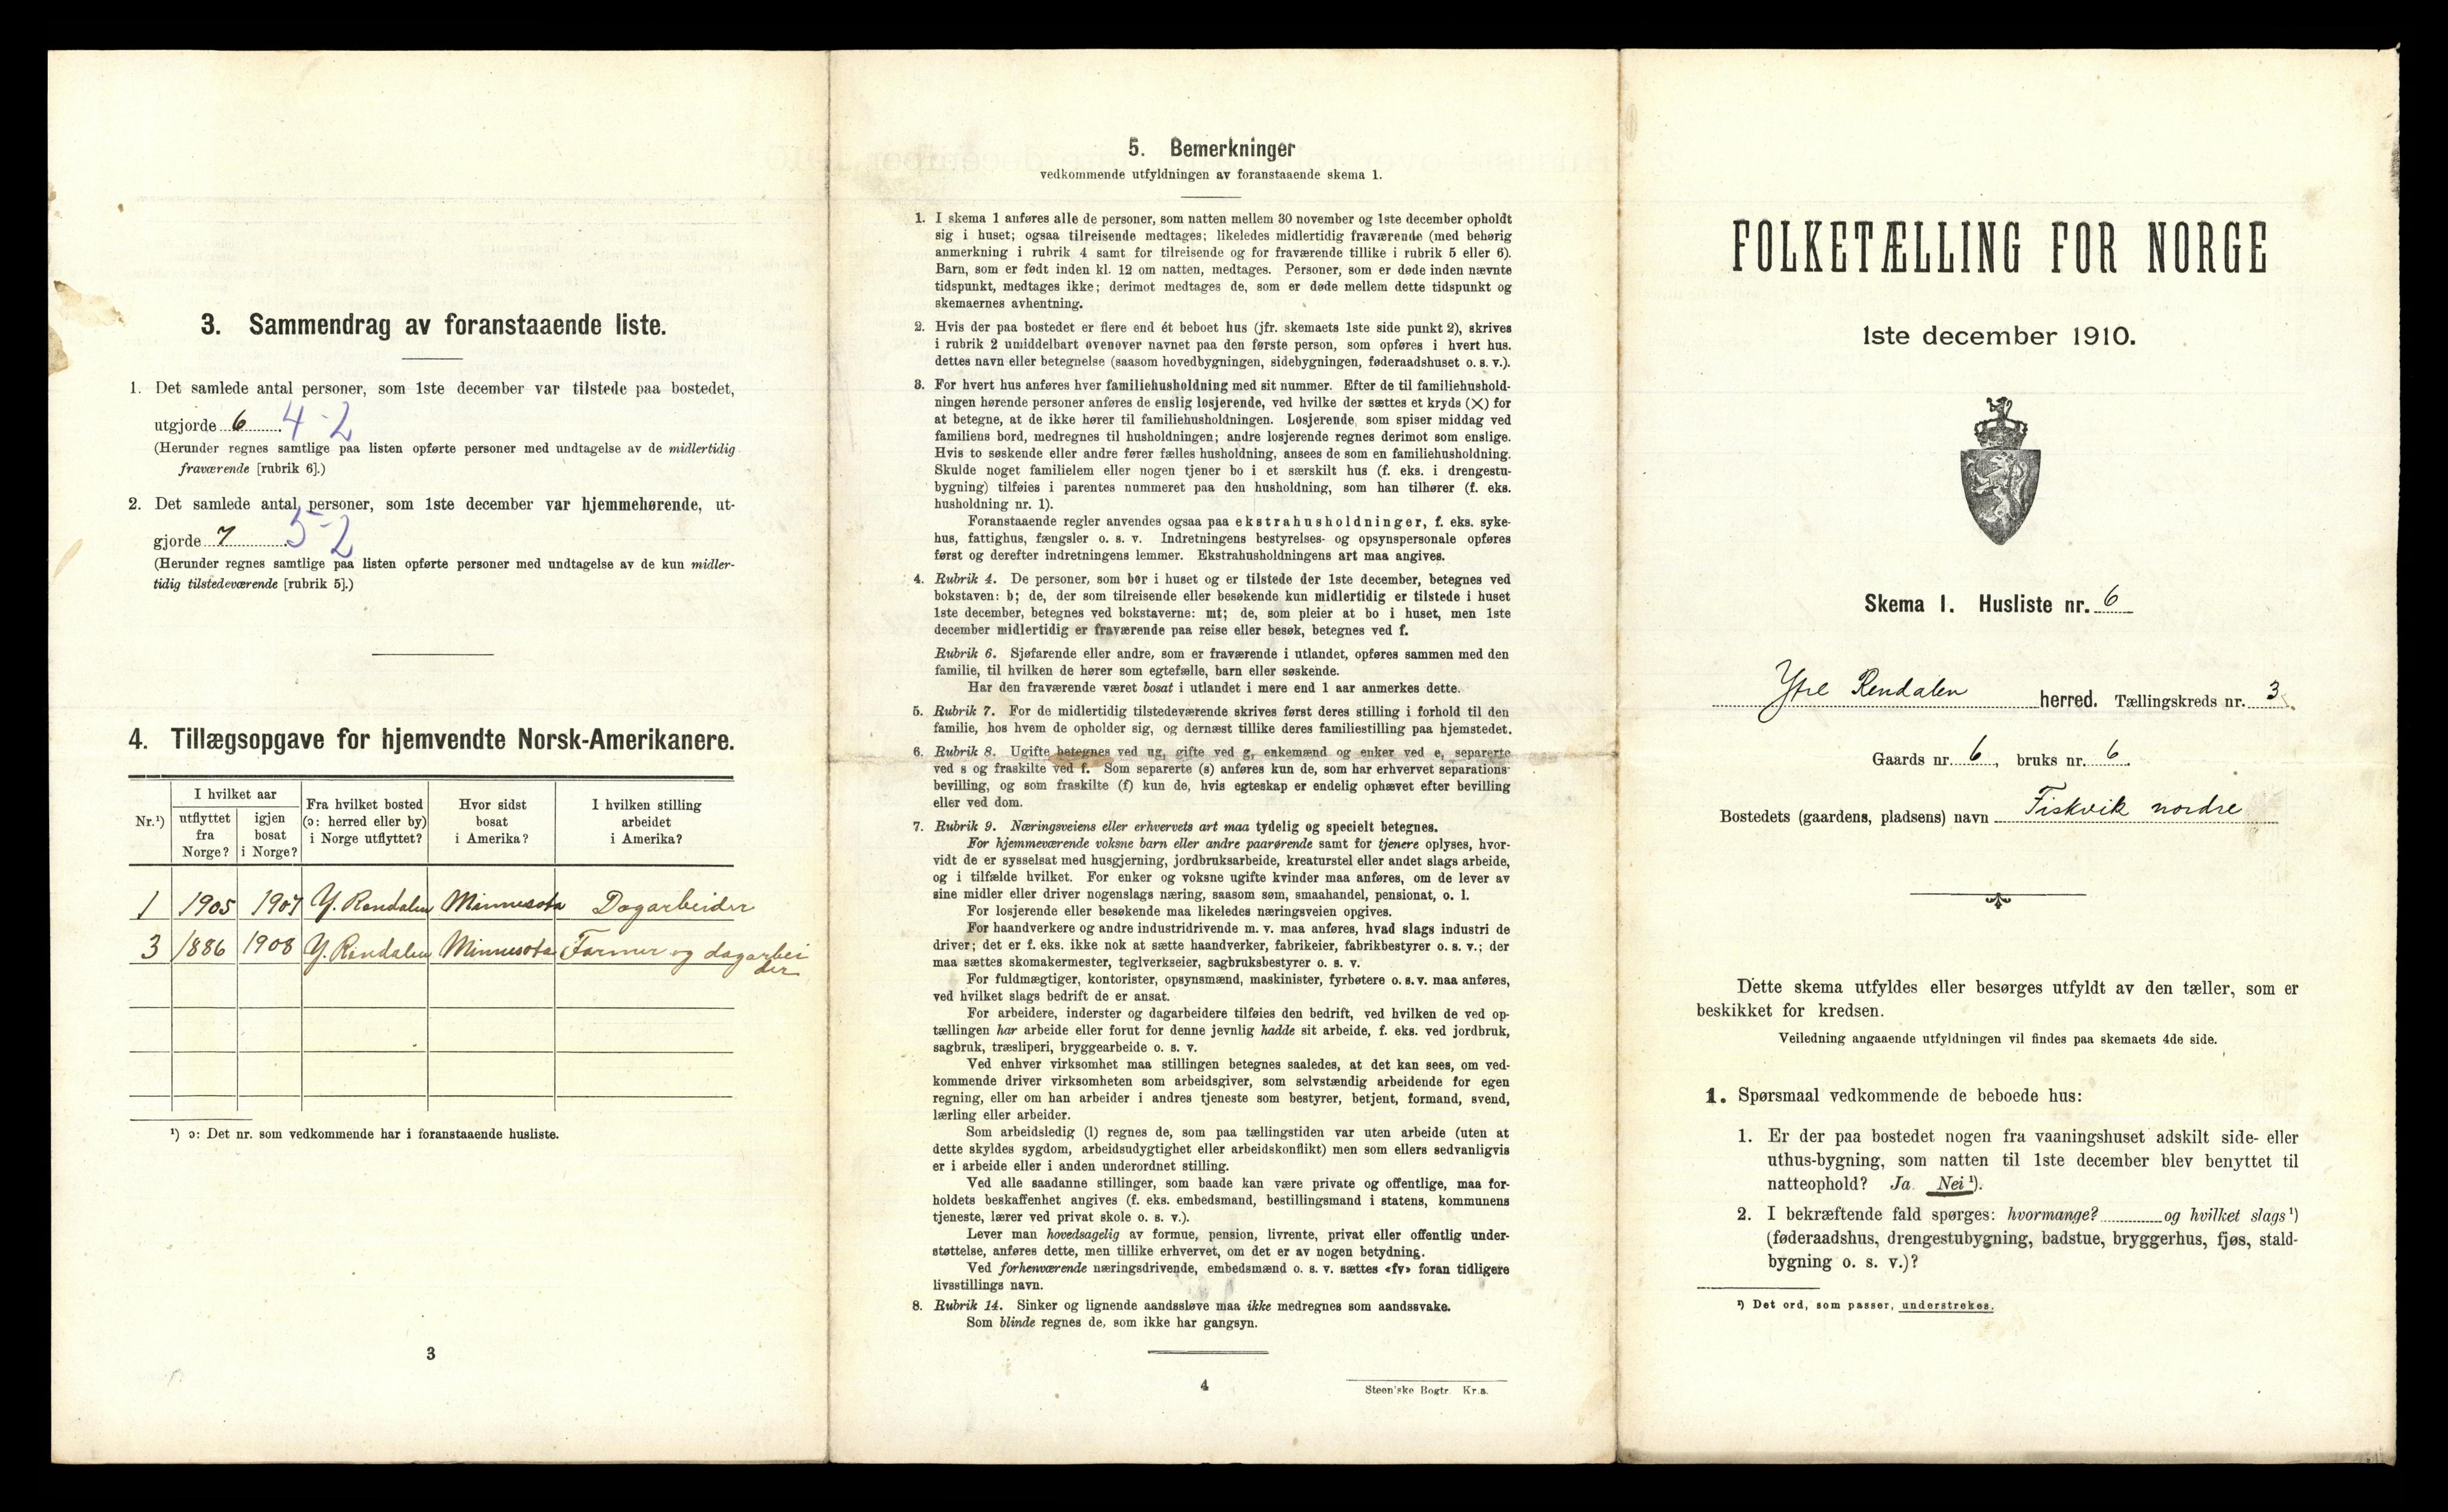 3. Sammendrag av foranstaaende liste.
1. Det samlede antal personer, som 1ste december var tilstede paa bostedet,
utgjorde 6 4-2
(Herunder regnes samtlige paa listen opførte personer med undtagelse av de midlertidig
fraværende [rubrik 6].)
2. Det samlede antal personer, som 1ste december var hjemmehørende, ut-
gjorde 7 5-2
(Herunder regnes samtlige paa listen opførte personer med undtagelse av de kun midler-
tidig tilstedeværende [rubrik 5].)
4. Tillægsopgave for hjemvendte Norsk-Amerikanere.
Nr.¹) I hvilket aar utflyttet fra Norge? igjen bosat i Norge? Fra hvilket bosted (ɔ: herred eller by) i Norge utflyttet? Hvor sidst bosat i Amerika? I hvilken stilling arbeidet i Amerika?
1 1905 1907 Y. Rendalen Minnesota Dagarbeider
3 1886 1908 Y. Rendalen Minnesota Farmer og dagarbei
der
¹) ɔ: Det nr. som vedkommende har i foranstaaende husliste.
3
5. Bemerkninger
vedkommende utfyldningen av foranstaaende skema 1.
1. I skema 1 anføres alle de personer, som natten mellem 30 november og 1ste december opholdt
sig i huset; ogsaa tilreisende medtages; likeledes midlertidig fraværende (med behørig
anmerkning i rubrik 4 samt for tilreisende og for fraværende tillike i rubrik 5 eller 6).
Barn, som er født inden kl. 12 om natten, medtages. Personer, som er døde inden nævnte
tidspunkt, medtages ikke; derimot medtages de, som er døde mellem dette tidspunkt og
skemaernes avhentning.
2. Hvis der paa bostedet er flere end ét beboet hus (jfr. skemaets 1ste side punkt 2), skrives
i rubrik 2 umiddelbart ovenover navnet paa den første person, som opføres i hvert hus.
dettes navn eller betegnelse (saasom hovedbygningen, sidebygningen, føderaadshuset o. s. v.).
3. For hvert hus anføres hver familiehusholdning med sit nummer. Efter de til familiehushold-
ningen hørende personer anføres de enslig losjerende, ved hvilke der sættes et kryds (×) for
at betegne, at de ikke hører til familiehusholdningen. Losjerende som spiser middag ved
familiens bord, medregnes til husholdningen; andre losjerende regnes derimot som enslige.
Hvis to søskende eller andre fører fælles husholdning, ansees de som en familiehusholdning.
Skulde noget familielem eller nogen tjener bo i et særskilt hus (f. eks. i drengestu-
bygning) tilføies i parentes nummeret paa den husholdning, som han tilhører (f. eks.
husholdning nr. 1).
Foranstaaende regler anvendes ogsaa paa ekstrahusholdninger, f. eks. syke-
hus, fattighus, fængsler o. s. v. Indretningens bestyrelses- og opsynspersonale opføres
først og derefter indretningens lemmer. Ekstrahusholdningens art maa angives.
4. Rubrik 4. De personer, som bor i huset og er tilstede der 1ste december, betegnes ved
bokstaven: b; de, der som tilreisende eller besøkende kun midlertidig er tilstede i huset
1ste december, betegnes ved bokstaverne: mt; de, som pleier at bo i huset, men 1ste
december midlertidig er fraværende paa reise eller besøk, betegnes ved f.
Rubrik 6. Sjøfarende eller andre, som er fraværende i utlandet, opføres sammen med den
familie, til hvilken de hører som egtefælle, barn eller søskende.
Har den fraværende været bosat i utlandet i mere end 1 aar anmerkes dette.
5. Rubrik 7. For de midlertidig tilstedeværende skrives først deres stilling i forhold til den
familie, hos hvem de opholder sig, og dernæst tillike deres familiestilling paa hjemstedet.
6. Rubrik 8. Ugifte betegnes ved ug, gifte ved g, enkemænd og enker ved e, separerte
ved s og fraskilte ved f. Som separerte (s) anføres kun de, som har erhvervet separations-
bevilling, og som fraskilte (f) kun de, hvis egteskap er endelig ophævet efter bevilling
eller ved dom.
7. Rubrik 9. Næringsveiens eller erhvervets art maa tydelig og specielt betegnes.
For hjemmeværende voksne barn eller andre paarørende samt for tjenere oplyses, hvor-
vidt de er sysselsat med husgjerning, jordbruksarbeide, kreaturstel eller andet slags arbeide,
og i tilfælde hvilket. For enker og voksne ugifte kvinder maa anføres, om de lever av
sine midler eller driver nogenslags næring, saasom søm, smaahandel, pensionat, o. l.
For losjerende eller besøkende maa likeledes næringsveien opgives.
For haandverkere og andre industridrivende m. v. maa anføres, hvad slags industri de
driver; det er f. eks. ikke nok at sætte haandverker, fabrikeier, fabrikbestyrer o. s. v.; der
maa sættes skomakermester, teglverkseier, sagbruksbestyrer o. s. v.
For fuldmægtiger, kontorister, opsynsmænd, maskinister, fyrbøtere o. s. v. maa anføres,
ved hvilket slags bedrift de er ansat.
For arbeidere, inderster og dagarbeidere tilføies den bedrift, ved hvilken de ved op-
tællingen har arbeide eller forut for denne jevnlig hadde sit arbeide, f. eks. ved jordbruk,
sagbruk, træsliperi, bryggearbeide o. s. v.
Ved enhver virksomhet maa stillingen betegnes saaledes, at det kan sees, om ved-
kommende driver virksomheten som arbeidsgiver, som selvstændig arbeidende for egen
regning, eller om han arbeider i andres tjeneste som bestyrer, betjent, formand, svend,
lærling eller arbeider.
Som arbeidsledig (l) regnes de, som paa tællingstiden var uten arbeide (uten at
dette skyldes sygdom, arbeidsudygtighet eller arbeidskonflikt) men som ellers sedvanligvis
er i arbeide eller i anden underordnet stilling.
Ved alle saadanne stillinger, som baade kan være private og offentlige, maa for-
holdets beskaffenhet angives (f. eks. embedsmand, bestillingsmand i statens, kommunens
tjeneste, lærer ved privat skole o. s. v.).
Lever man hovedsagelig av formue, pension, livrente, privat eller offentlig under-
støttelse, anføres dette, men tillike erhvervet, om det er av nogen betydning.
Ved forhenværende næringsdrivende, embedsmænd o. s. v. sættes «fv» foran tidligere
livsstillings navn.
8. Rubrik 14. Sinker og lignende aandssløve maa ikke medregnes som aandssvake.
Som blinde regnes de, som ikke har gangsyn.
4
Steen'ske Bogtr. Kr.a.
FOLKETÆLLING FOR NORGE
1ste december 1910.
Skema 1. Husliste nr. 6
Ytre Rendalen herred. Tællingskreds nr. 3.
Gaards nr. 6, bruks nr. 6.
Bostedets (gaardens, pladsens) navn Fiskvik nordre
Dette skema utfyldes eller besørges utfyldt av den tæller, som er
beskikket for kredsen.
Veiledning angaaende utfyldningen vil findes paa skemaets 4de side.
1. Spørsmaal vedkommende de beboede hus:
1. Er der paa bostedet nogen fra vaaningshuset adskilt side- eller
uthus-bygning, som natten til 1ste december blev benyttet til
natteophold? Ja. Nei ¹).
2. I bekræftende fald spørges: hvormange? og hvilket slags ¹)
(føderaadshus, drengestubygning, badstue, bryggerhus, fjøs, stald-
bygning o. s. v.)?
¹) Det ord, som passer, understrekes.